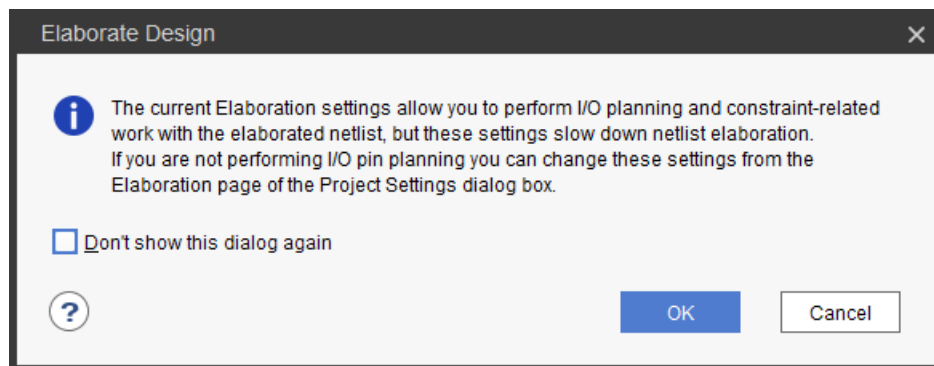 Elaborate Design
The current Elaboration settings allow you to perform I/O planning and constraint-related
work with the elaborated netlist, but these settings slow down netlist elaboration.
If you are not performing I/O pin planning you can change these settings from the
Elaboration page of the Project Settings dialog box.
Don't show this dialog again
?
OK
Cancel